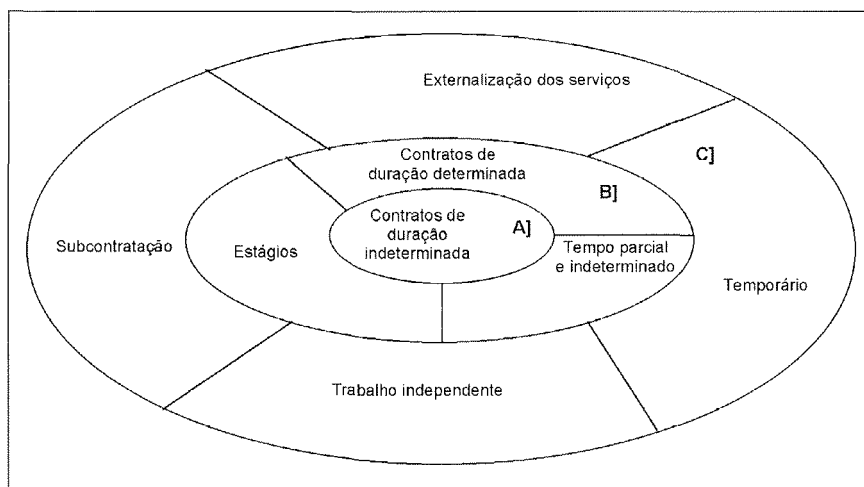 Externalização dos serviços
C]
Contratos de
duração determinada
B]
Contratos de
duração
indeterminada
A]
Subcontratação
Estágios
Tempo parcial
e indeterminado
Temporário
Trabalho independente